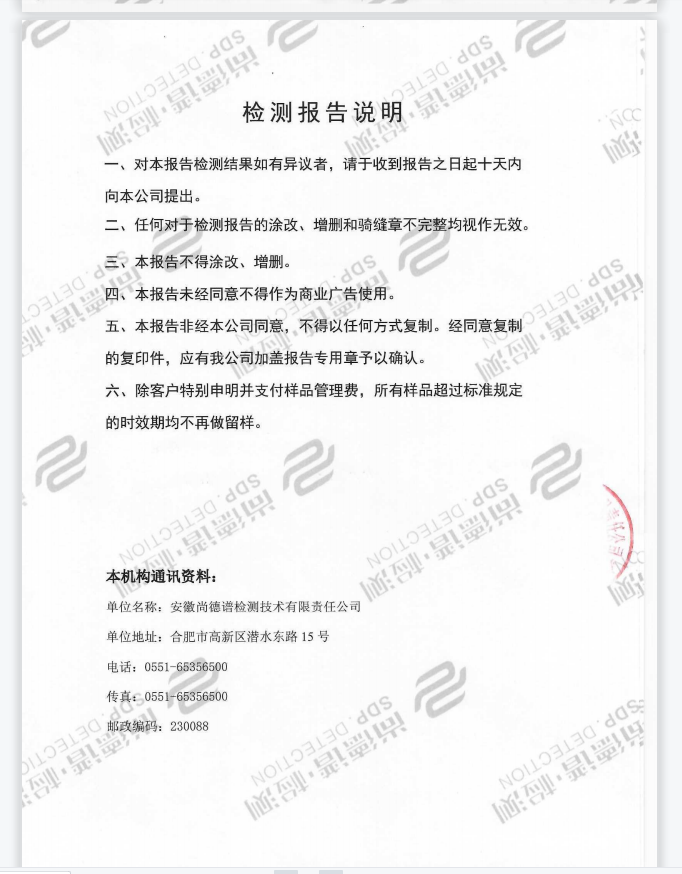 检测报告说明
一、对本报告检测结果如有异议者，请于收到报告之日起十天内
向本公司提出。
二、任何对于检测报告的涂改、增删和骑缝章不完整均视作无效。
三、本报告不得涂改、增删。
四、本报告未经同意不得作为商业广告使用。
五、本报告非经本公司同意，不得以任何方式复制。经同意复制
的复印件，应有我公司加盖报告专用章予以确认。
六、除客户特别申明并支付样品管理费，所有样品超过标准规定
的时效期均不再做留样。
本机构通讯资料：
单位名称：安徽尚德谱检测技术有限责任公司
单位地址：合肥市高新区潜水东路 15 号
电话：0551-65356500
传真：0551-65356500
邮政编码：230088
SDP. DETECTION